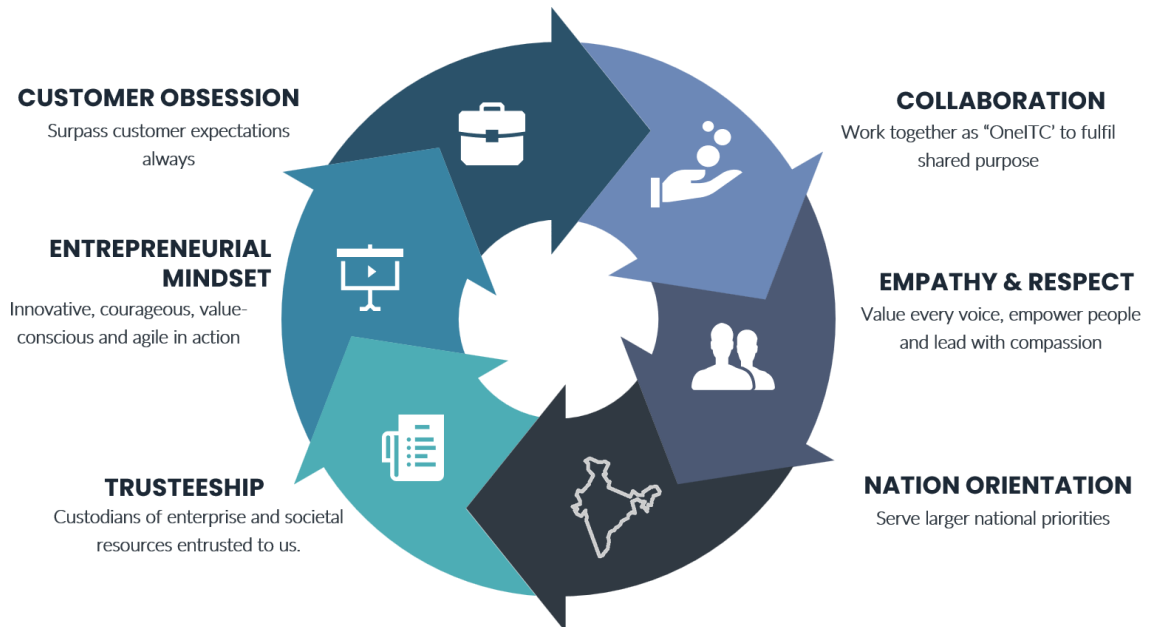 CUSTOMER OBSESSION
Surpass customer expectations
always
COLLABORATION
Work together as “OneITC’ to fulfil
shared purpose
ENTREPRENEURIAL
MINDSET
Innovative, courageous, value-
conscious and agile in action
EMPATHY & RESPECT
Value every voice, empower people
and lead with compassion
TRUSTEESHIP
Custodians of enterprise and societal
resources entrusted to us.
NATION ORIENTATION
Serve larger national priorities